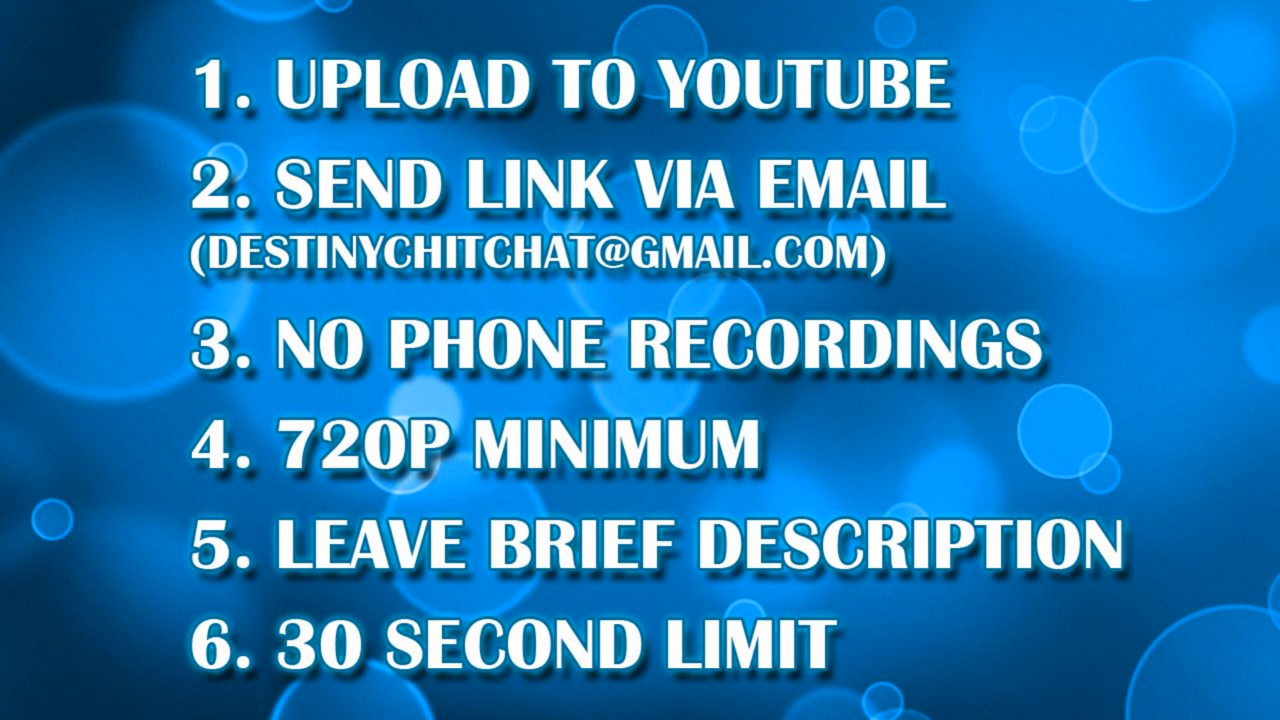 1. UPLOAD TO YOUTUBE
2. SEND LINK VIA EMAIL
(DESTINYCHITCHAT@GMAIL.COM)
3. NO PHONE RECORDINGS
4. 720P MINIMUM
5. LEAVE BRIEF DESCRIPTION
6. 30 SECOND LIMIT